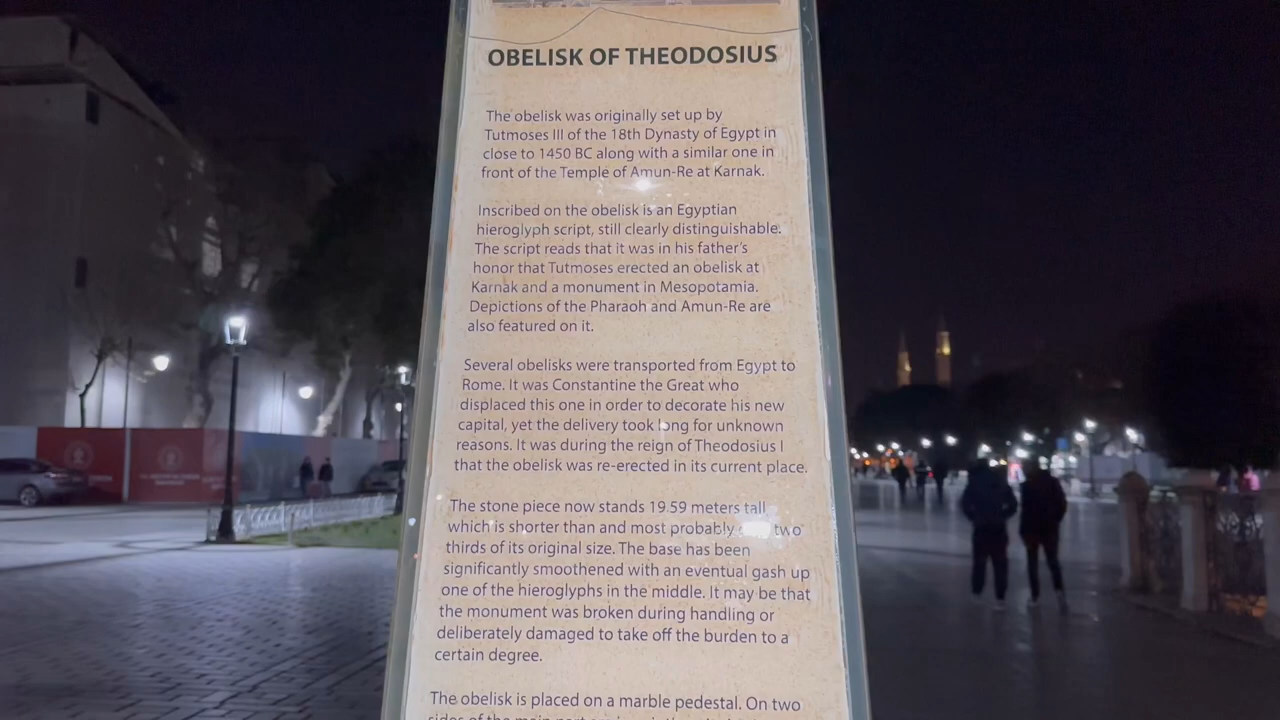 OBELISK OF THEODOSIUS
The obelisk was originally set up by
Tutmoses III of the 18th Dynasty of Egypt in
close to 1450 BC along with a similar one in
front of the Temple of Amun-Re at Karnak.
Inscribed on the obelisk is an Egyptian
hieroglyph script, still clearly distinguishable.
The script reads that it was in his father's
honor that Tutmoses erected an obelisk at
Karnak and a monument in Mesopotamia.
Depictions of the Pharaoh and Amun-Re are
also featured on it.
Several obelisks were transported from Egypt to
Rome. It was Constantine the Great who
displaced this one in order to decorate his new
capital, yet the delivery took long for unknown
reasons. It was during the reign of Theodosius I
that the obelisk was re-erected in its current place.
The stone piece now stands 19.59 meters tall
which is shorter than and most probably two
thirds of its original size. The base has been
significantly smoothened with an eventual gash up
one of the hieroglyphs in the middle. It may be that
the monument was broken during handling or
deliberately damaged to take off the burden to a
certain degree.
The obelisk is placed on a marble pedestal. On two